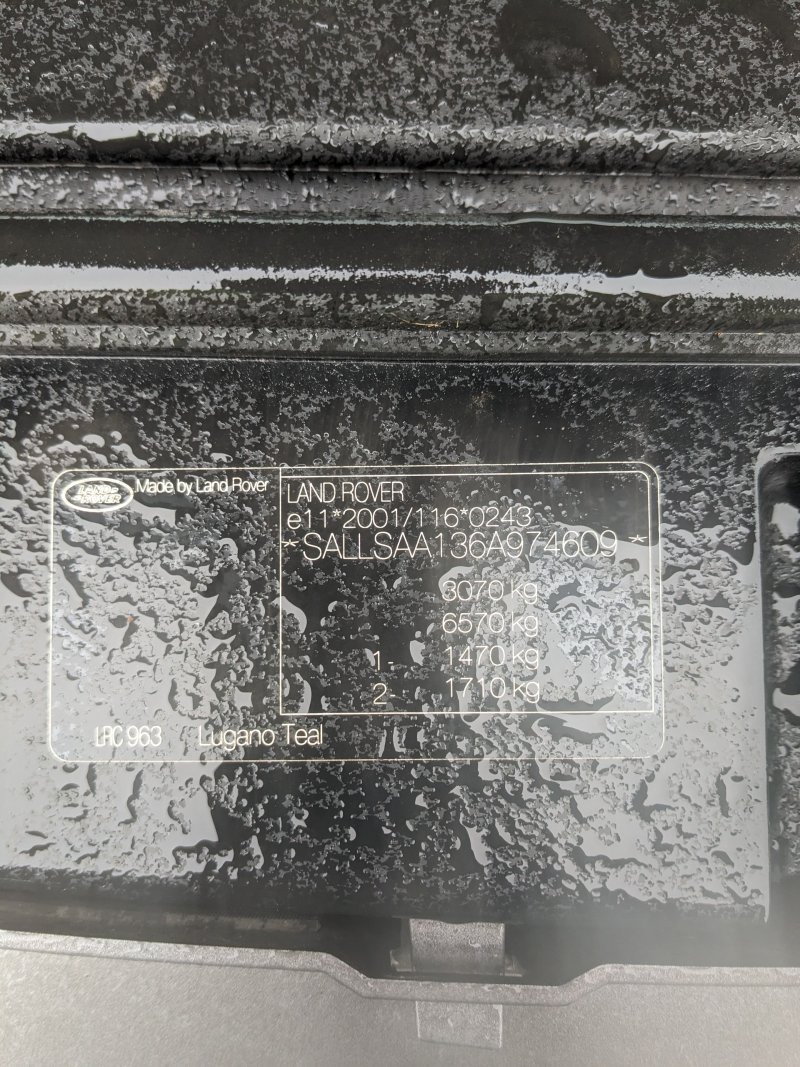 LAND ROVER
Made by Land Rover
LAND ROVER
e11*2001/116*0243
*SALLSAA136A974609*
3070 kg
6570 kg
1- 1470 kg
2- 1710 kg
LRC 963 Lugano Teal